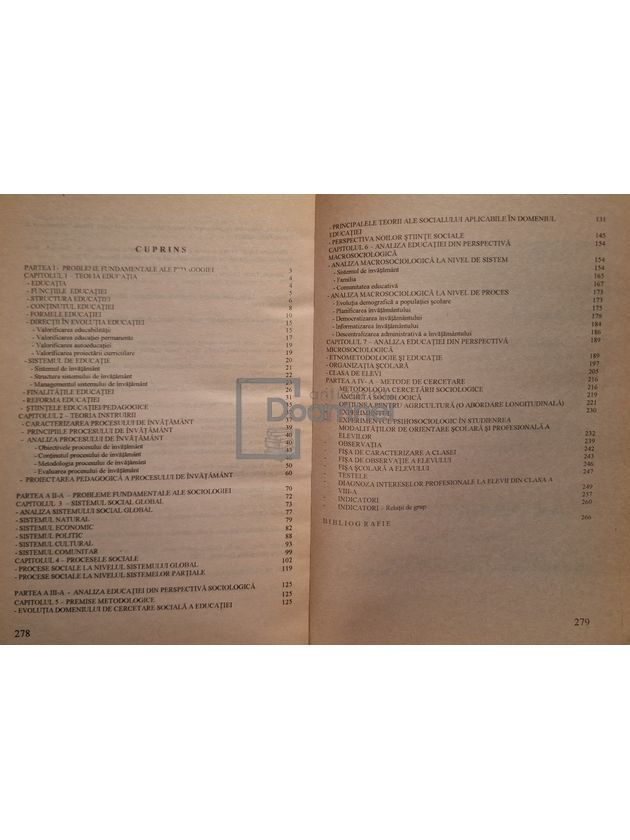 CUPRINS
PARTEA I - PROBLEME FUNDAMENTALE ALE PEDAGOGIEI 3
CAPITOLUL 1 - TEORIA EDUCAȚIA 4
- EDUCAȚIA 4
- FUNCȚIILE EDUCAȚIEI 5
- STRUCTURA EDUCAȚIEI 6
- CONȚINUTUL EDUCAȚIEI 8
- FORMELE EDUCAȚIEI 10
- DIRECȚII ÎN EVOLUȚIA EDUCAȚIEI 15
- Valorificarea educabilității 15
- Valorificarea educației permanente 17
- Valorificarea autoeducației 19
- Valorificarea proiectării curriculare 19
- SISTEMUL DE EDUCAȚIE 20
- Sistemul de învățământ 21
- Structura sistemului de învățământ 22
- Managementul sistemului de învățământ 23
- FINALITĂȚILE EDUCAȚIEI 26
- REFORMA EDUCAȚIEI 31
- ȘTIINȚELE EDUCAȚIEI/PEDAGOGICE 35
CAPITOLUL 2 – TEORIA INSTRUIRII 37
- CARACTERIZAREA PROCESULUI DE ÎNVĂȚĂMÂNT 37
- PRINCIPIILE PROCESULUI DE ÎNVĂȚĂMÂNT 39
- ANALIZA PROCESULUI DE ÎNVĂȚĂMÂNT 40
- Obiectivele procesului de învățământ 40
- Conținutul procesului de învățământ 43
- Metodologia procesului de învățământ
- Evaluarea procesului de învățământ 50
- PROIECTAREA PEDAGOGICĂ A PROCESULUI DE ÎNVĂȚĂMÂNT 60
PARTEA A II-A – PROBLEME FUNDAMENTALE ALE SOCIOLOGIEI 70
CAPITOLUL 3 – SISTEMUL SOCIAL GLOBAL 72
- ANALIZA SISTEMULUI SOCIAL GLOBAL 73
- SISTEMUL NATURAL 77
- SISTEMUL ECONOMIC 79
- SISTEMUL POLITIC 82
- SISTEMUL CULTURAL 88
- SISTEMUL COMUNITAR 93
CAPITOLUL 4 – PROCESELE SOCIALE 99
- PROCESE SOCIALE LA NIVELUL SISTEMULUI GLOBAL 102
- PROCESE SOCIALE LA NIVELUL SISTEMELOR PARȚIALE 119
PARTEA A III-A - ANALIZA EDUCAȚIEI DIN PERSPECTIVĂ SOCIOLOGICĂ 125
CAPITOLUL 5 – PREMISE METODOLOGICE 125
- EVOLUȚIA DOMENIULUI DE CERCETARE SOCIALĂ A EDUCAȚIEI 125
278
- PRINCIPALELE TEORII ALE SOCIALULUI APLICABILE ÎN DOMENIUL 131
EDUCAȚIEI
- PERSPECTIVA NOILOR ȘTIINȚE SOCIALE 145
CAPITOLUL 6 – ANALIZA EDUCAȚIEI DIN PERSPECTIVĂ 154
MACROSOCIOLOGICĂ
- ANALIZA MACROSOCIOLOGICĂ LA NIVEL DE SISTEM 154
- Sistemul de învățământ 154
- Familia 165
- Comunitatea educativă 167
- ANALIZA MACROSOCIOLOGICĂ LA NIVEL DE PROCES 173
- Evoluția demografică a populației școlare 173
- Planificarea învățământului 175
- Democratizarea învățământului 179
- Informatizarea învățământului 184
- Descentralizarea administrativă a învățământului 186
CAPITOLUL 7 – ANALIZA EDUCAȚIEI DIN PERSPECTIVĂ 189
MICROSOCIOLOGICĂ
- ETNOMETODOLOGIE ȘI EDUCAȚIE 189
- ORGANIZAȚIA ȘCOLARĂ 197
- CLASA DE ELEVI 205
PARTEA A IV- A - METODE DE CERCETARE 216
- METODOLOGIA CERCETĂRII SOCIOLOGICE 216
- ANCHETA SOCIOLOGICĂ 219
- OPȚIUNEA PENTRU AGRICULTURĂ (O ABORDARE LONGITUDINALĂ) 221
230
- EXPERIMENTUL PSIHOSOCIOLOGIC ÎN STUDIEREA
MODALITĂȚILOR DE ORIENTARE ȘCOLARĂ ȘI PROFESIONALĂ A
ELEVILOR 232
- OBSERVAȚIA 239
- FIȘA DE CARACTERIZARE A CLASEI 242
- FIȘA DE OBSERVAȚIE A ELEVULUI 243
- FIȘA ȘCOLARĂ A ELEVULUI 246
- TESTELE 247
- DIAGNOZA INTERESELOR PROFESIONALE LA ELEVII DIN CLASA A
VIII-A 249
- INDICATORI 257
- INDICATORI – Relații de grup 260
BIBLIOGRAFIE 266
279